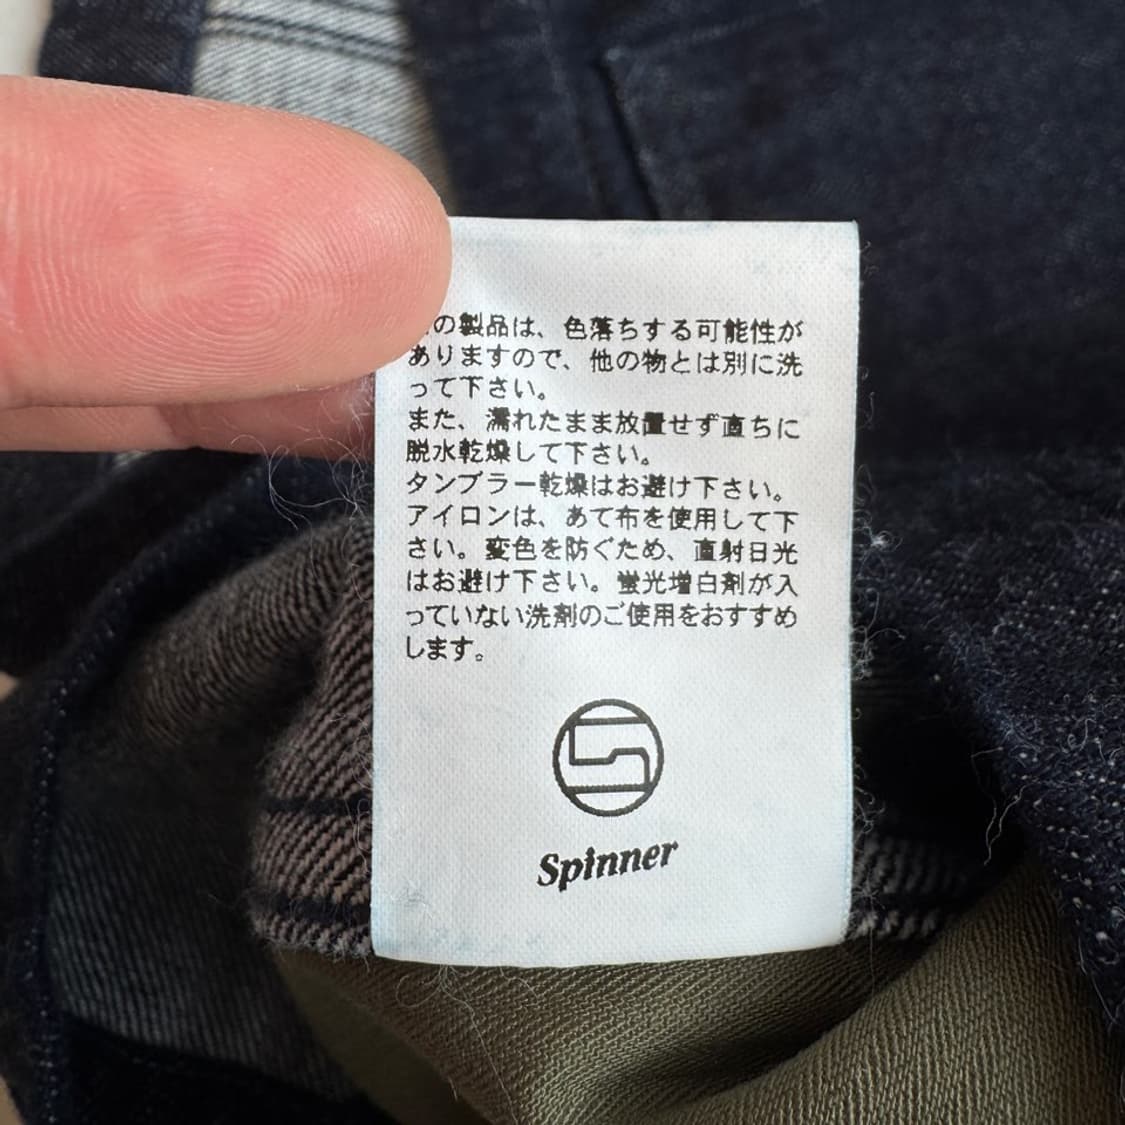 の製品は、色落ちする可能性が
ありますので、他の物とは別に洗
って下さい。
また、濡れたまま放置せず直ちに
脱水乾燥して下さい。
タンブラー乾燥はお避け下さい。
アイロンは、あて布を使用して下
さい。変色を防ぐため、直射日光
はお避け下さい。蛍光増白剤が入
っていない洗剤のご使用をおすすめ
します。
Spinner